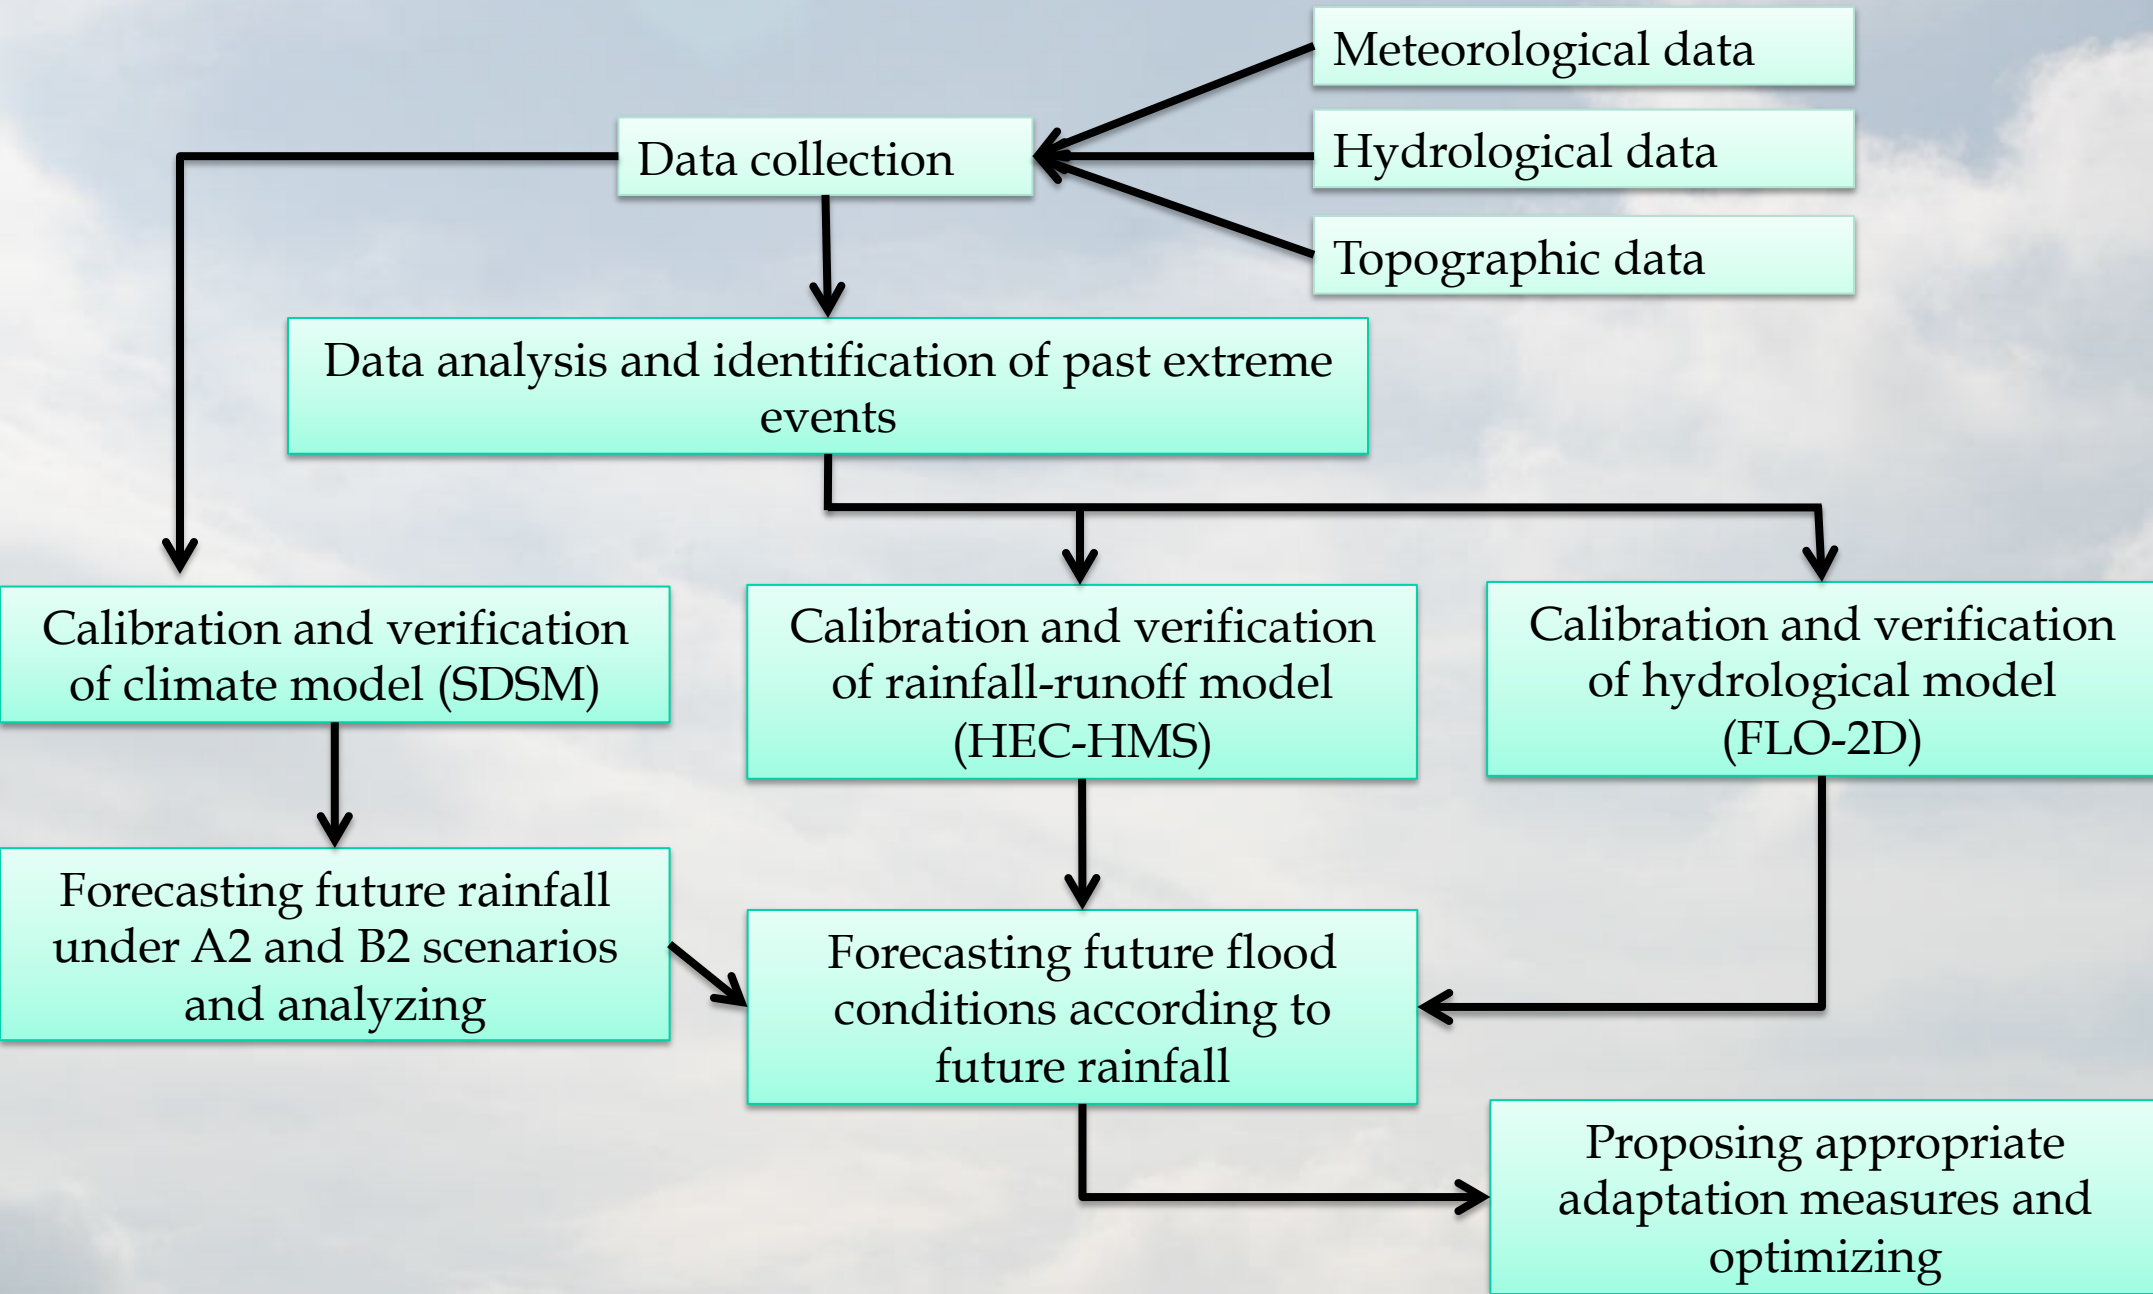 Meteorological data
Data collection
Hydrological data
Topographic data
Data analysis and identification of past extreme
events
Calibration and verification
of climate model (SDSM)
Calibration and verification
of rainfall-runoff model
(HEC-HMS)
Calibration and verification
of hydrological model
(FLO-2D)
Forecasting future rainfall
under A2 and B2 scenarios
and analyzing
Forecasting future flood
conditions according to
future rainfall
Proposing appropriate
adaptation measures and
optimizing